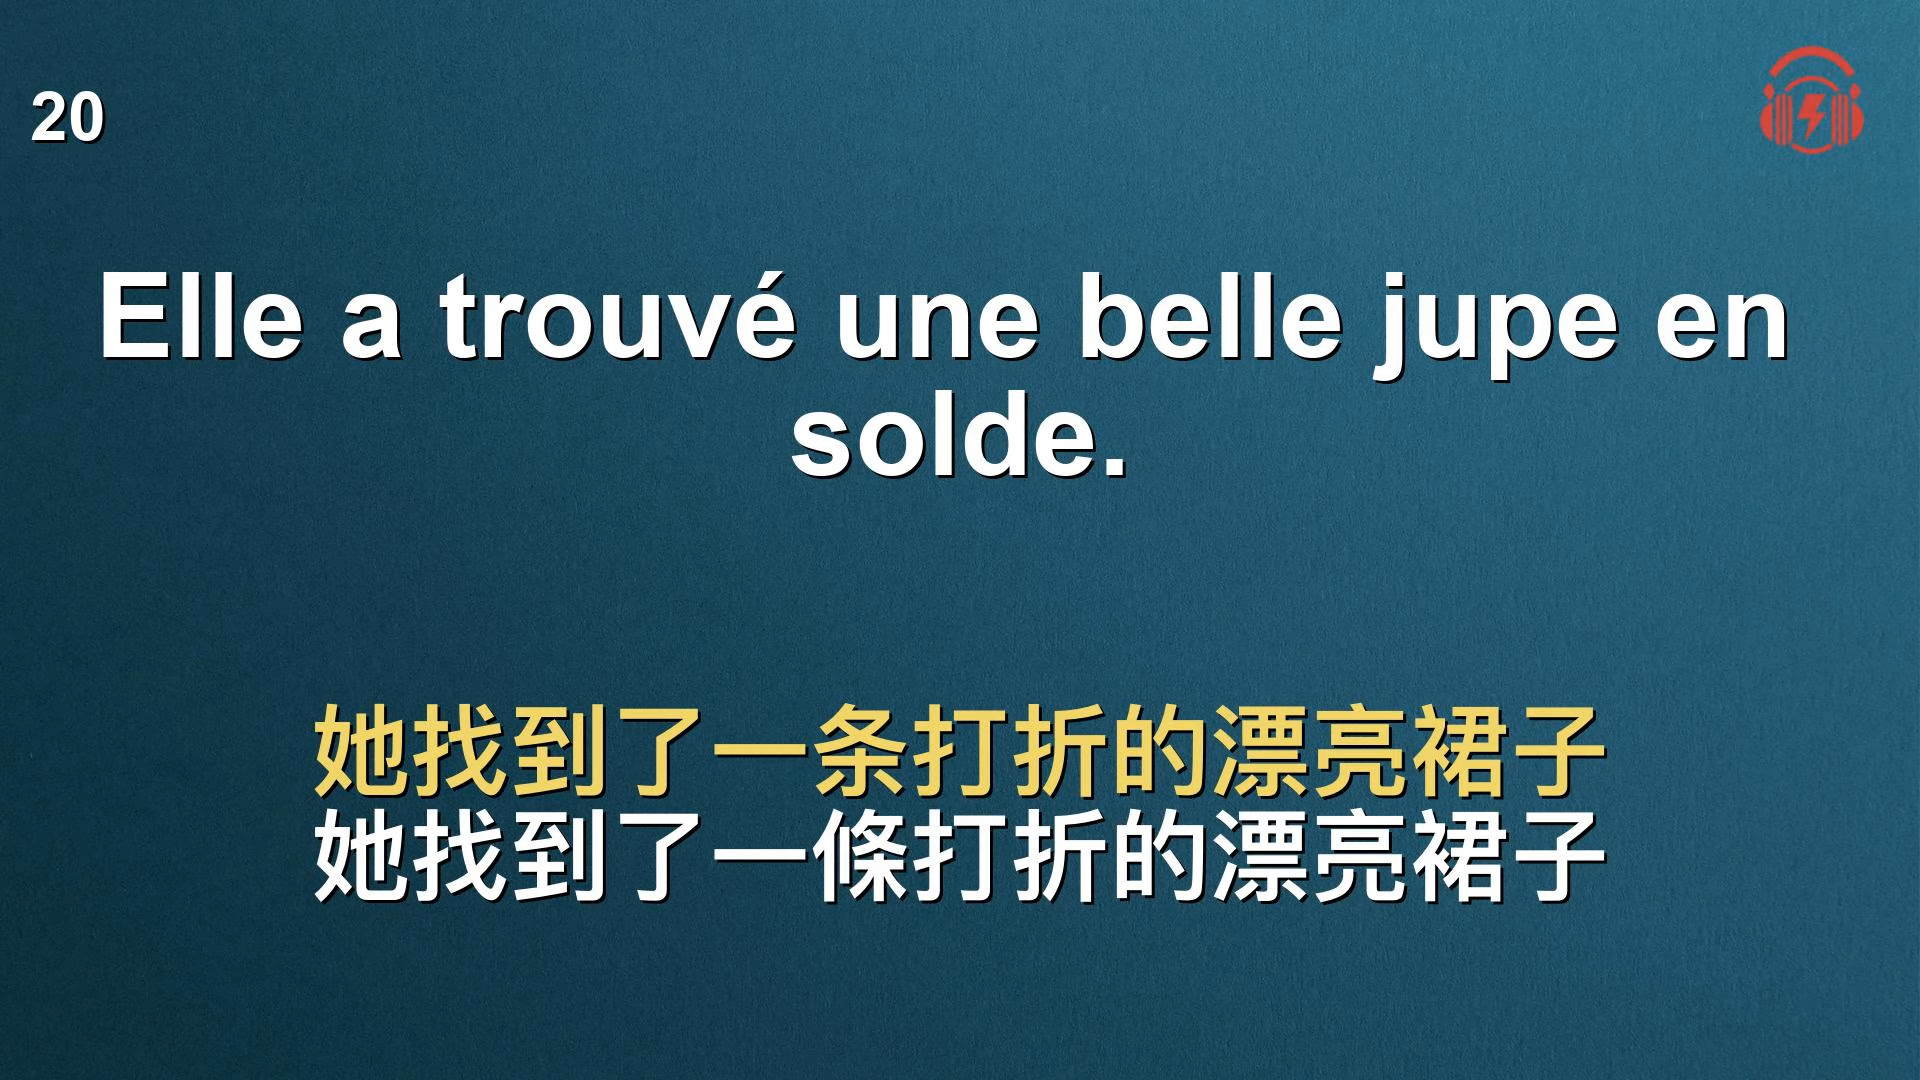 20
Elle a trouvé une belle jupe en
solde.
她找到了一条打折的漂亮裙子
她找到了一條打折的漂亮裙子